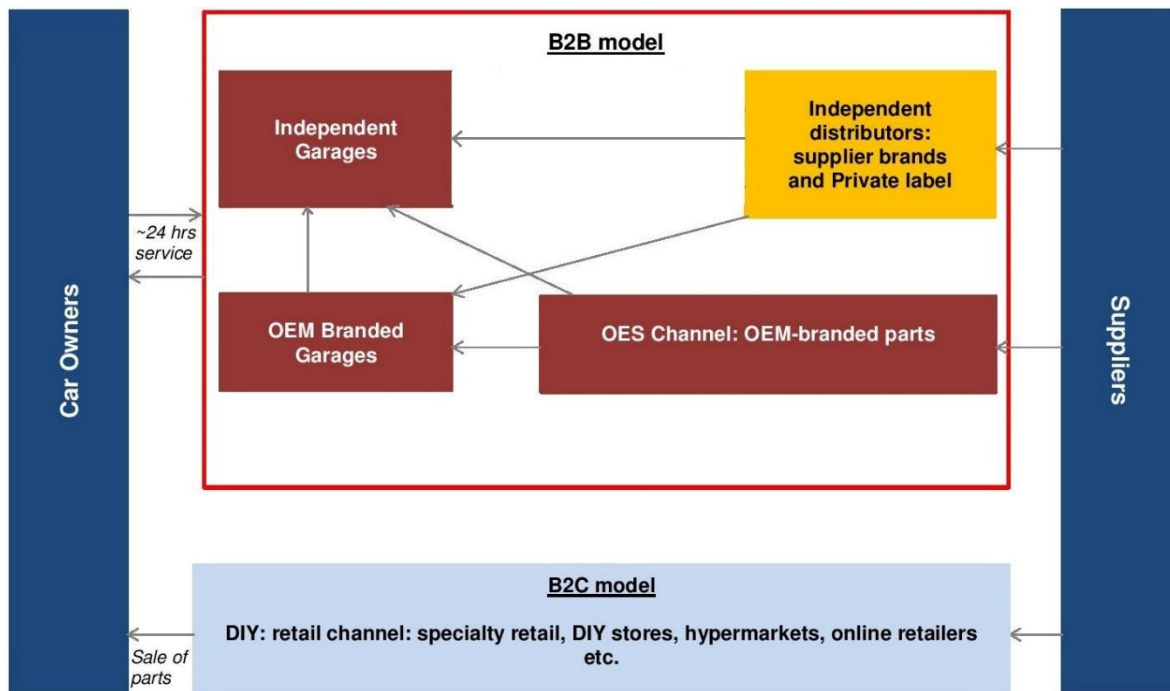 B2B model
Independent
Garages
Independent
distributors:
supplier brands
and Private label
~24 hrs
service
OEM Branded
Garages
OES Channel: OEM-branded parts
Car Owners
Suppliers
B2C model
DIY: retail channel: specialty retail, DIY stores, hypermarkets, online retailers
etc.
Sale of
parts